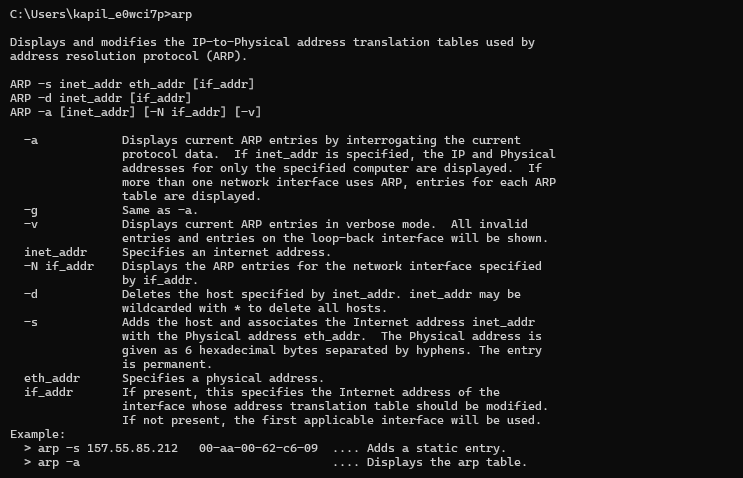 C:\Users\kapil_e0wci7p>arp
Displays and modifies the IP-to-Physical address translation tables used by
address resolution protocol (ARP).
ARP -s inet_addr eth_addr [if_addr]
ARP -d inet_addr [if_addr]
ARP -a [inet_addr] [-N if_addr] [-v]
  -a            Displays current ARP entries by interrogating the current
                protocol data.  If inet_addr is specified, the IP and Physical
                addresses for only the specified computer are displayed.  If
                more than one network interface uses ARP, entries for each ARP
                table are displayed.
  -g            Same as -a.
  -v            Displays current ARP entries in verbose mode.  All invalid
                entries and entries on the loop-back interface will be shown.
  inet_addr     Specifies an internet address.
  -N if_addr    Displays the ARP entries for the network interface specified
                by if_addr.
  -d            Deletes the host specified by inet_addr. inet_addr may be
                wildcarded with * to delete all hosts.
  -s            Adds the host and associates the Internet address inet_addr
                with the Physical address eth_addr.  The Physical address is
                given as 6 hexadecimal bytes separated by hyphens. The entry
                is permanent.
  eth_addr      Specifies a physical address.
  if_addr       If present, this specifies the Internet address of the
                interface whose address translation table should be modified.
                If not present, the first applicable interface will be used.
Example:
  > arp -s 157.55.85.212   00-aa-00-62-c6-09  .... Adds a static entry.
  > arp -a                                    .... Displays the arp table.